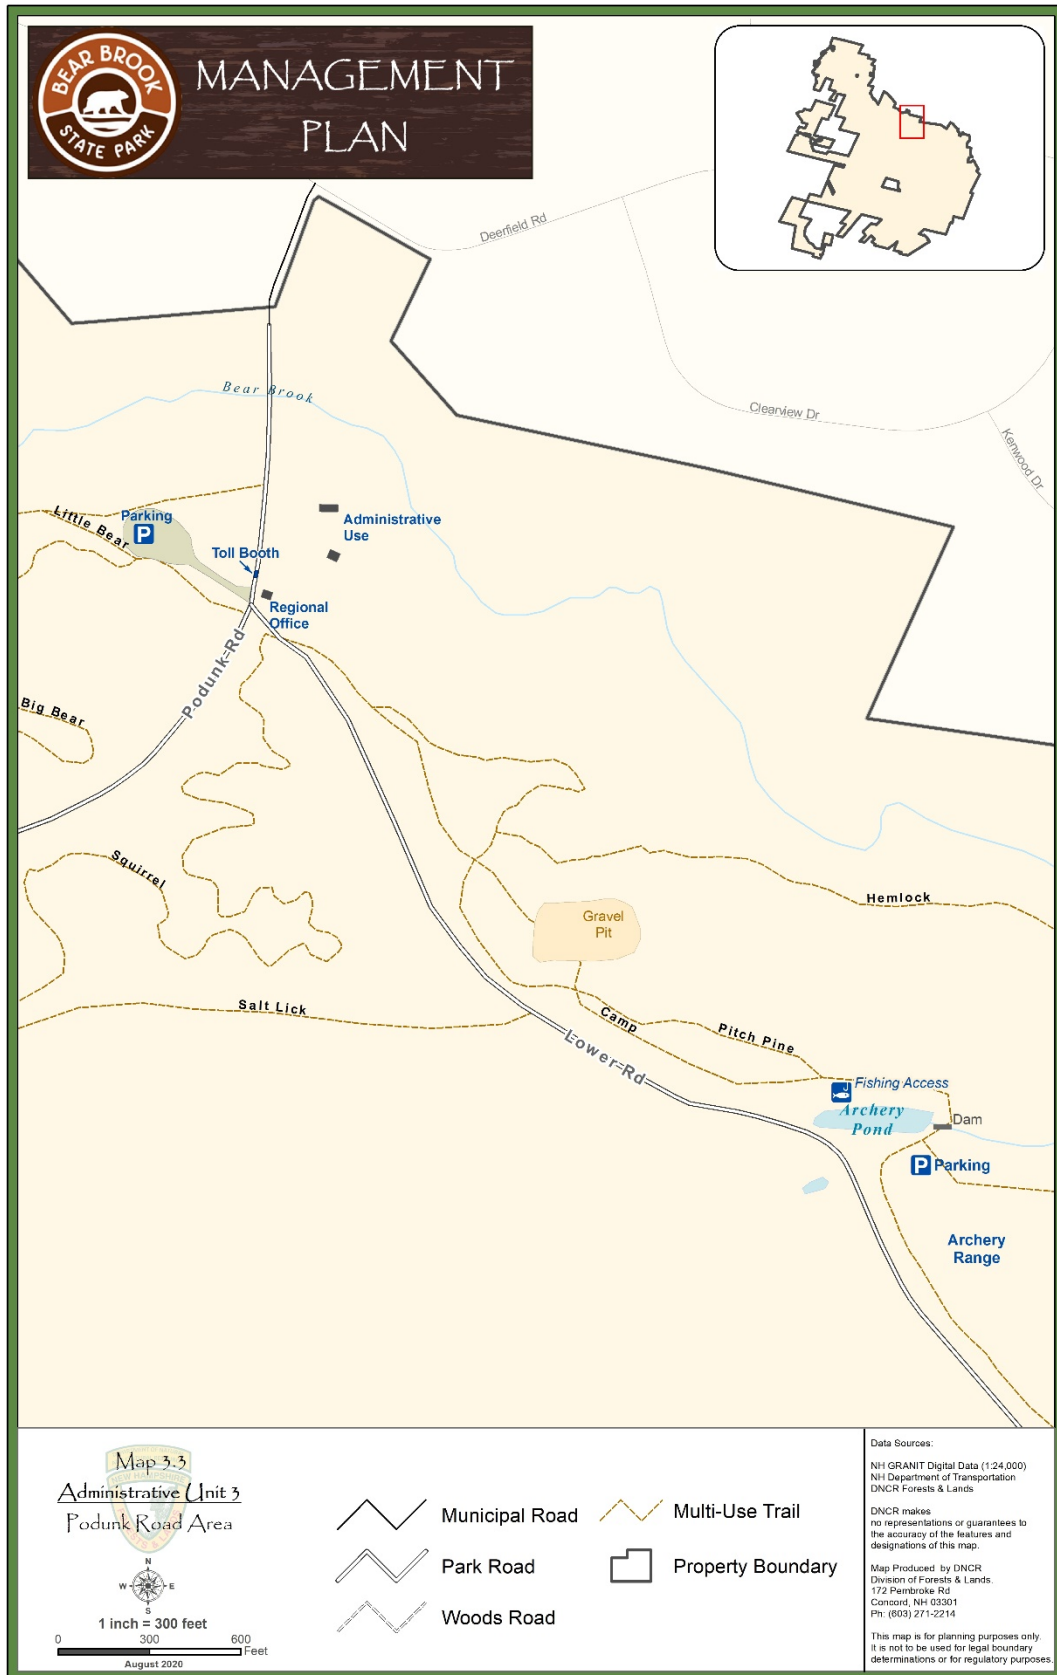 BEAR BROOK
STATE PARK
MANAGEMENT
PLAN
Deerfield Rd
Clearview Dr
Kenwood Dr
Bear Brook
Parking
P
Little Bear
Administrative
Use
Toll Booth
Regional
Office
Podunk Rd
Big Bear
Squirrel
Hemlock
Gravel
Pit
Salt Lick
Camp
Pitch Pine
Lower Rd
Fishing Access
Archery
Pond
Dam
P Parking
Archery
Range
Map 3.3
Administrative Unit 3
Podunk Road Area
N
W E
S
1 inch = 300 feet
0 300 600
Feet
August 2020
Municipal Road
Park Road
Woods Road
Multi-Use Trail
Property Boundary
Data Sources:
NH GRANIT Digital Data (1:24,000)
NH Department of Transportation
DNCR Forests & Lands
DNCR makes
no representations or guarantees to
the accuracy of the features and
designations of this map.
Map Produced by DNCR
Division of Forests & Lands.
172 Pembroke Rd
Concord, NH 03301
Ph: (603) 271-2214
This map is for planning purposes only.
It is not to be used for legal boundary
determinations or for regulatory purposes.